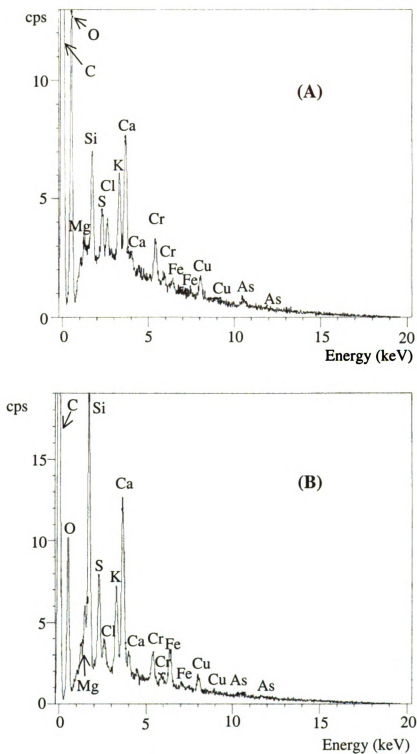 cps
O
C
(A)
10
Ca
Si
K
Cl
S
5
Cr
Mg
Ca
Cr
Fe
Fe
Cu
Cu
As
As
0
0 5 10 15 20
Energy (keV)
cps
C
Si
(B)
15
Ca
O
10
S
K
5
Cl
Ca
Cr
Cr
Fe
Fe
Cu
Cu
As
As
Mg
0
0 5 10 15 20
Energy (keV)